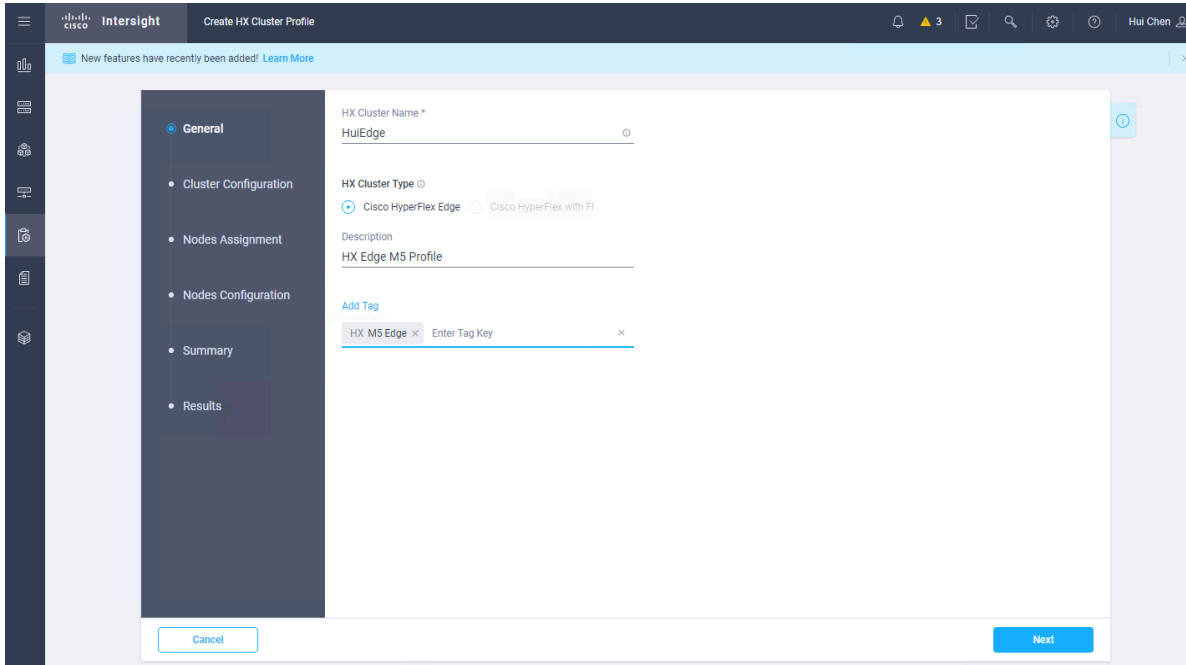 cisco Intersight Create HX Cluster Profile 3 Hui Chen
New features have recently been added! Learn More
General
Cluster Configuration
Nodes Assignment
Nodes Configuration
Summary
Results
HX Cluster Name *
HuiEdge
HX Cluster Type
Cisco HyperFlex Edge Cisco HyperFlex with FI
Description
HX Edge M5 Profile
Add Tag
HX M5 Edge × Enter Tag Key ×
Cancel Next